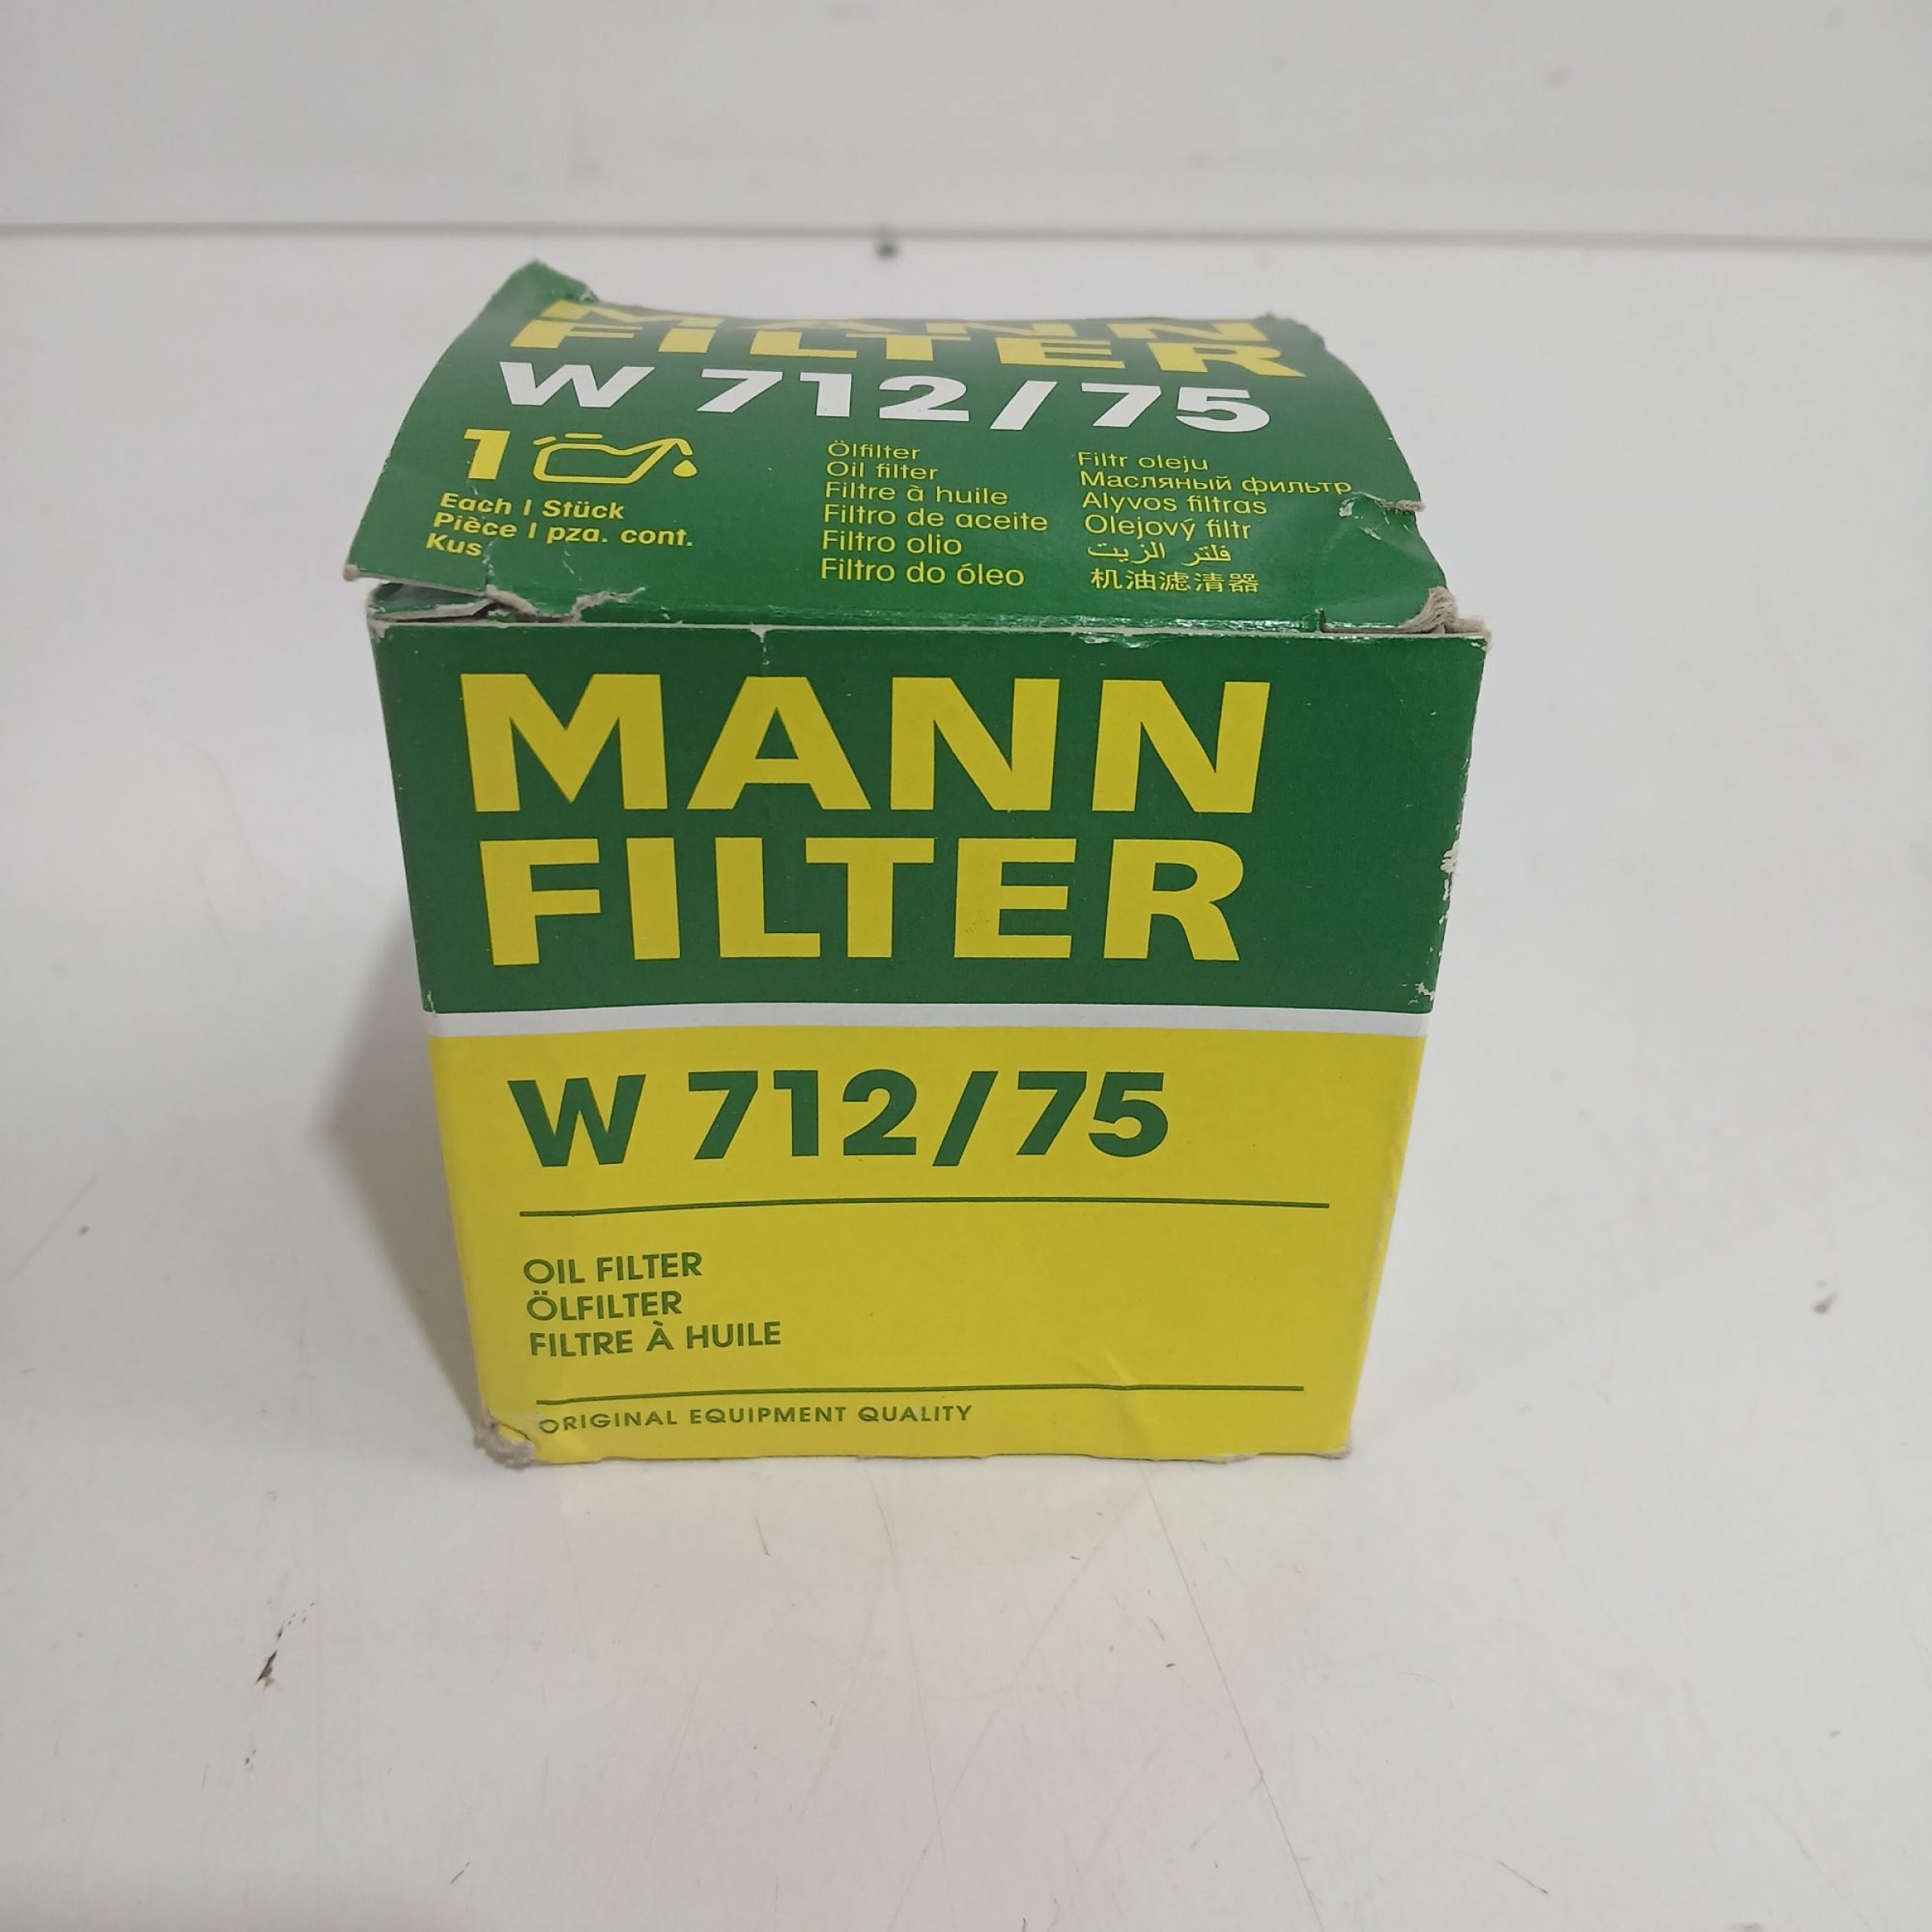 MANN
FILTER
W 712/75
1
Each | Stück
Pièce | pza. cont.
Kus
Ölfilter
Oil filter
Filtre à huile
Filtro de aceite
Filtro olio
Filtro do óleo
Filtr oleju
Масляный фильтр
Alyvos filtras
Olejový filtr
فلتر الزيت
机油滤清器
MANN
FILTER
W 712/75
OIL FILTER
ÖLFILTER
FILTRE À HUILE
ORIGINAL EQUIPMENT QUALITY